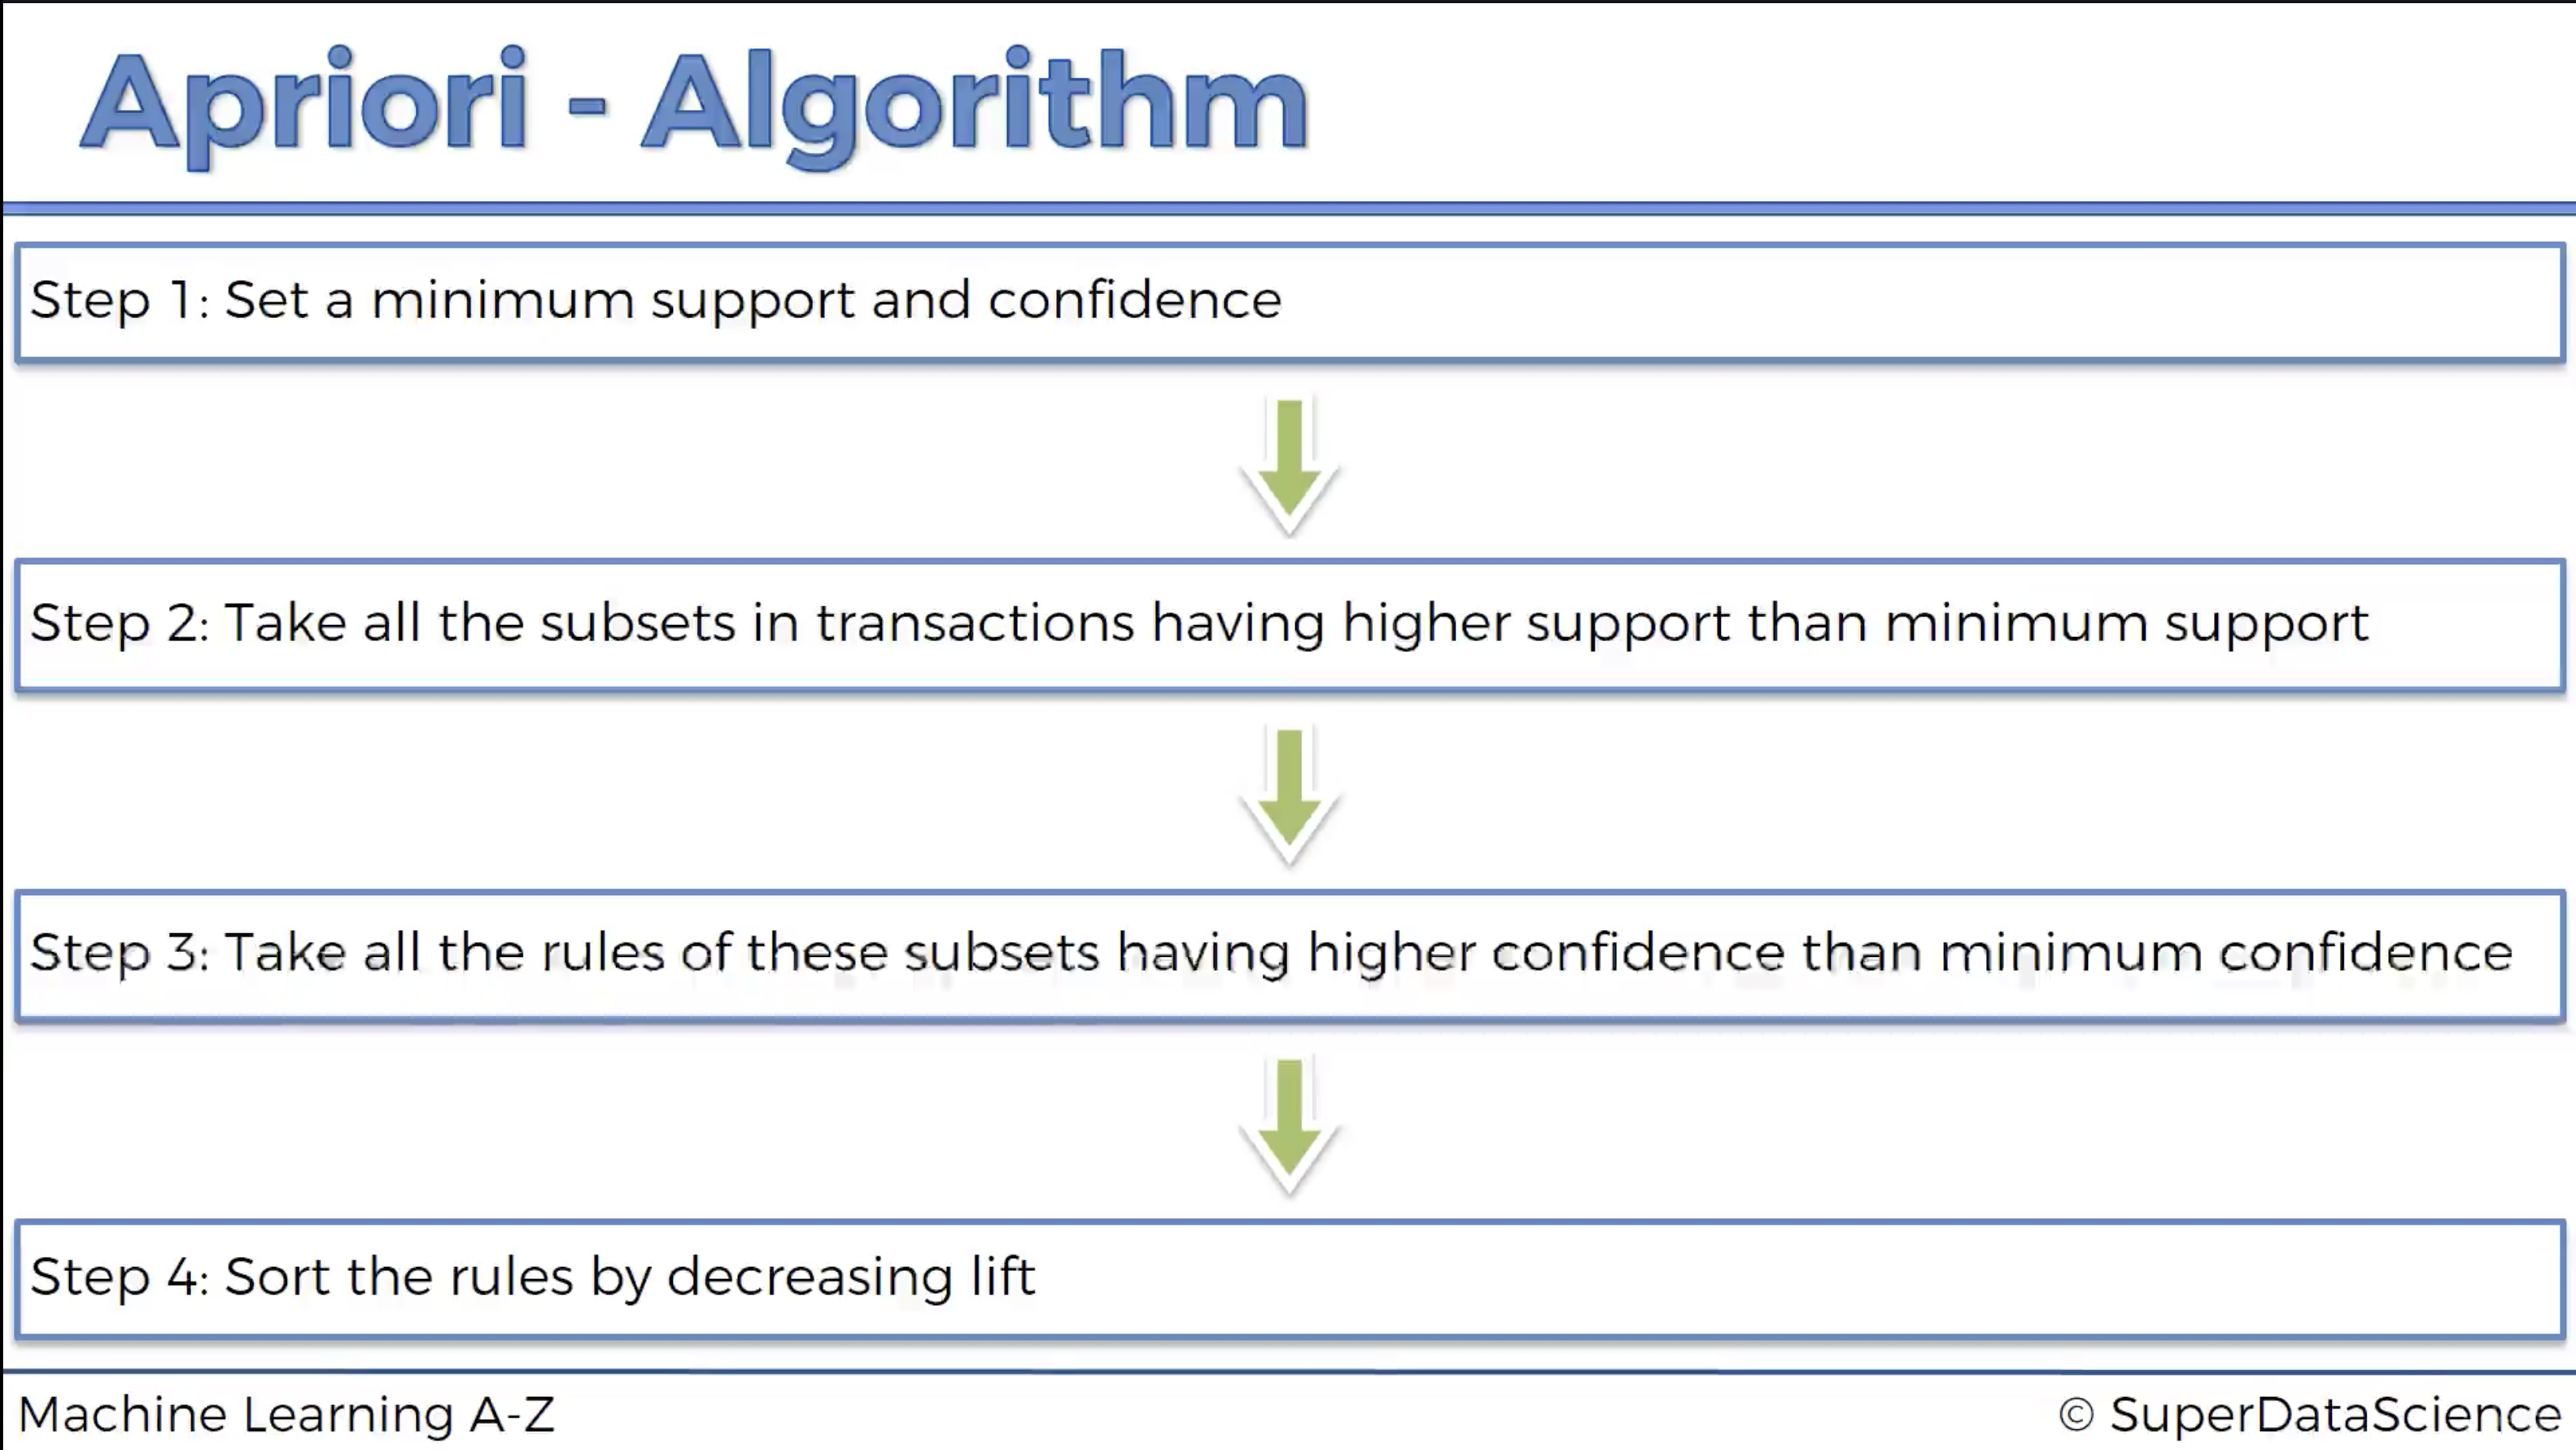 Apriori - Algorithm
Step 1: Set a minimum support and confidence
Step 2: Take all the subsets in transactions having higher support than minimum support
Step 3: Take all the rules of these subsets having higher confidence than minimum confidence
Step 4: Sort the rules by decreasing lift
Machine Learning A-Z
© SuperDataScience